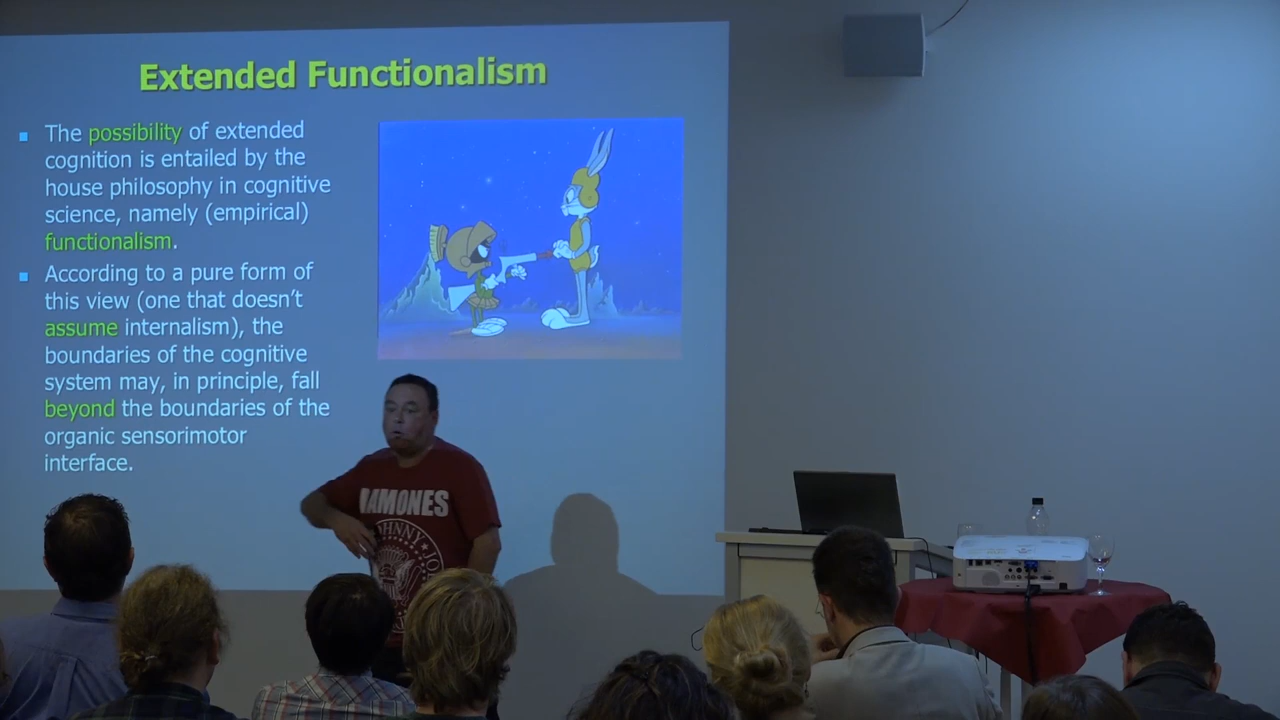 Extended Functionalism
The possibility of extended
cognition is entailed by the
house philosophy in cognitive
science, namely (empirical)
functionalism.
According to a pure form of
this view (one that doesn't
assume internalism), the
boundaries of the cognitive
system may, in principle, fall
beyond the boundaries of the
organic sensorimotor
interface.
RAMONES
JOHNNY